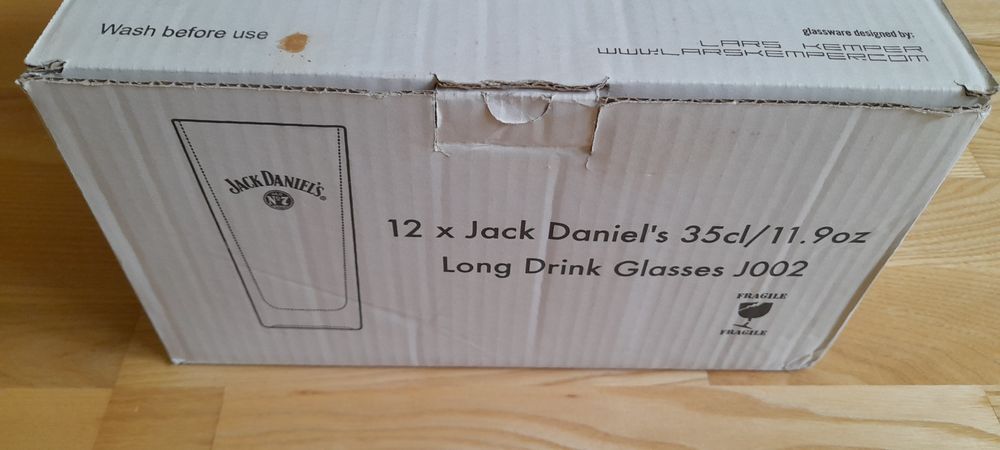 Wash before use
glassware designed by:
LARS KEMPER
WWW.LARSKEMPER.COM
JACK DANIEL'S
Nº7
12 x Jack Daniel's 35cl/11.9oz
Long Drink Glasses J002
FRAGILE
FRAGILE